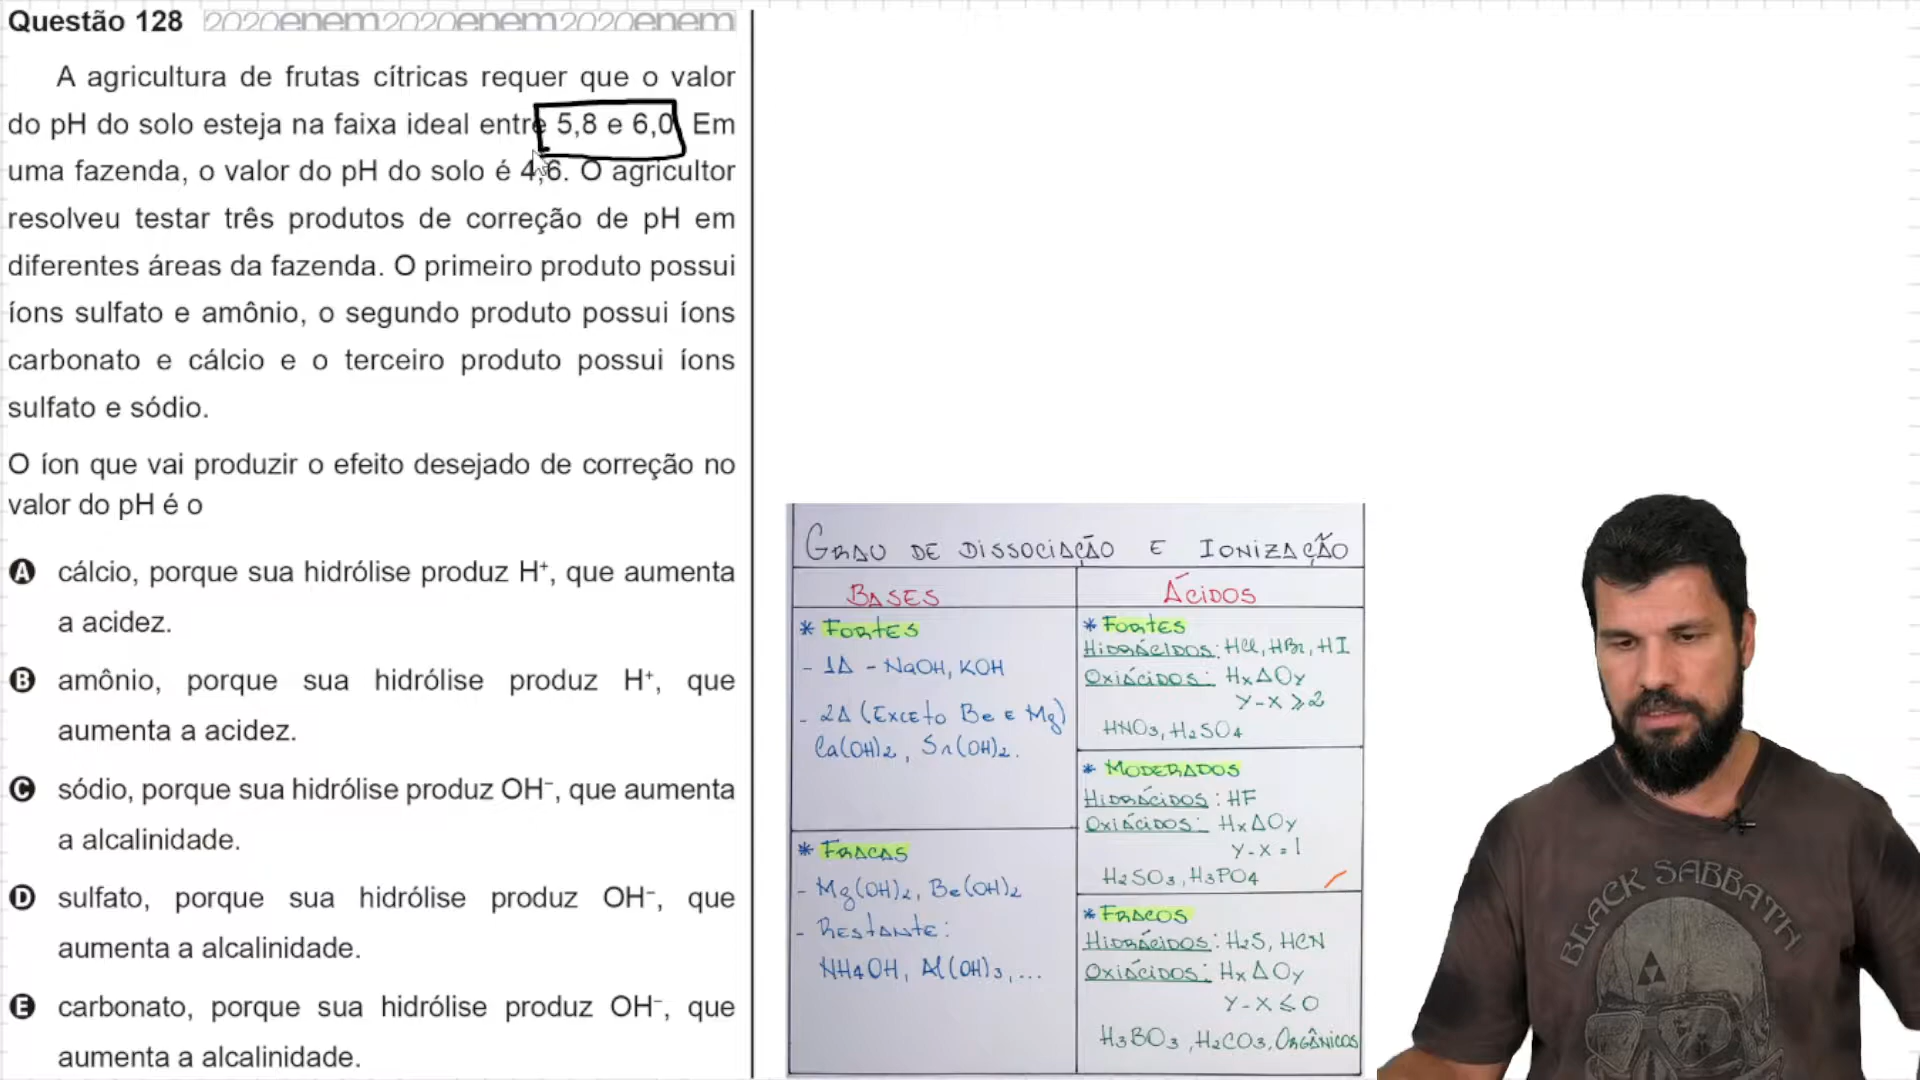 Questão 128 2020enem2020enem2020enem
A agricultura de frutas cítricas requer que o valor
do pH do solo esteja na faixa ideal entre 5,8 e 6,0. Em
uma fazenda, o valor do pH do solo é 4,6. O agricultor
resolveu testar três produtos de correção de pH em
diferentes áreas da fazenda. O primeiro produto possui
íons sulfato e amônio, o segundo produto possui íons
carbonato e cálcio e o terceiro produto possui íons
sulfato e sódio.
O íon que vai produzir o efeito desejado de correção no
valor do pH é o
A cálcio, porque sua hidrólise produz H⁺, que aumenta
a acidez.
B amônio, porque sua hidrólise produz H⁺, que
aumenta a acidez.
C sódio, porque sua hidrólise produz OH⁻, que aumenta
a alcalinidade.
D sulfato, porque sua hidrólise produz OH⁻, que
aumenta a alcalinidade.
E carbonato, porque sua hidrólise produz OH⁻, que
aumenta a alcalinidade.
GRAU DE DISSOCIAÇÃO E IONIZAÇÃO
BASES
* FORTES
- 1A - NaOH, KOH
- 2A (EXCETO Be E Mg)
Ca(OH)₂, Sr(OH)₂.
* FRACAS
- Mg(OH)₂, Be(OH)₂
- RESTANTE:
NH₄OH, Al(OH)₃, ...
ÁCIDOS
* FORTES
HIDRÁCIDOS: HCl, HBr, HI
OXIÁCIDOS: HxAOy
Y-X ≥ 2
HNO₃, H₂SO₄
* MODERADOS
HIDRÁCIDOS: HF
OXIÁCIDOS: HxAOy
Y-X = 1
H₂SO₃, H₃PO₄
* FRACOS
HIDRÁCIDOS: H₂S, HCN
OXIÁCIDOS: HxAOy
Y-X ≤ 0
H₃BO₃, H₂CO₃, ORGÂNICOS
BLACK SABBATH